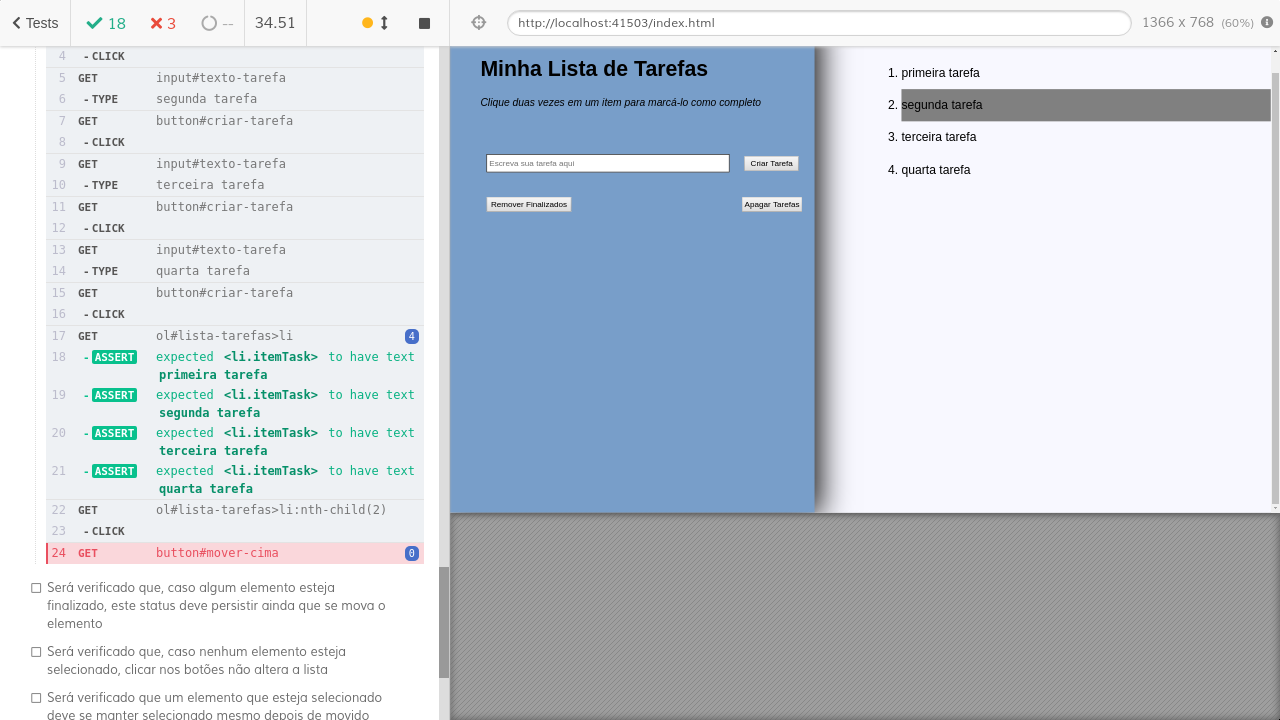 Tests
18
3
--
34.51
http://localhost:41503/index.html
1366 x 768 (60%)
4 - CLICK
5 GET input#texto-tarefa
6 - TYPE segunda tarefa
7 GET button#criar-tarefa
8 - CLICK
9 GET input#texto-tarefa
10 - TYPE terceira tarefa
11 GET button#criar-tarefa
12 - CLICK
13 GET input#texto-tarefa
14 - TYPE quarta tarefa
15 GET button#criar-tarefa
16 - CLICK
17 GET ol#lista-tarefas>li 4
18 - ASSERT expected <li.itemTask> to have text
primeira tarefa
19 - ASSERT expected <li.itemTask> to have text
segunda tarefa
20 - ASSERT expected <li.itemTask> to have text
terceira tarefa
21 - ASSERT expected <li.itemTask> to have text
quarta tarefa
22 GET ol#lista-tarefas>li:nth-child(2)
23 - CLICK
24 GET button#mover-cima 0
Será verificado que, caso algum elemento esteja
finalizado, este status deve persistir ainda que se mova o
elemento
Será verificado que, caso nenhum elemento esteja
selecionado, clicar nos botões não altera a lista
Será verificado que um elemento que esteja selecionado
deve se manter selecionado mesmo depois de movido
Minha Lista de Tarefas
Clique duas vezes em um item para marcá-lo como completo
Escreva sua tarefa aqui
Criar Tarefa
Remover Finalizados
Apagar Tarefas
1. primeira tarefa
2. segunda tarefa
3. terceira tarefa
4. quarta tarefa